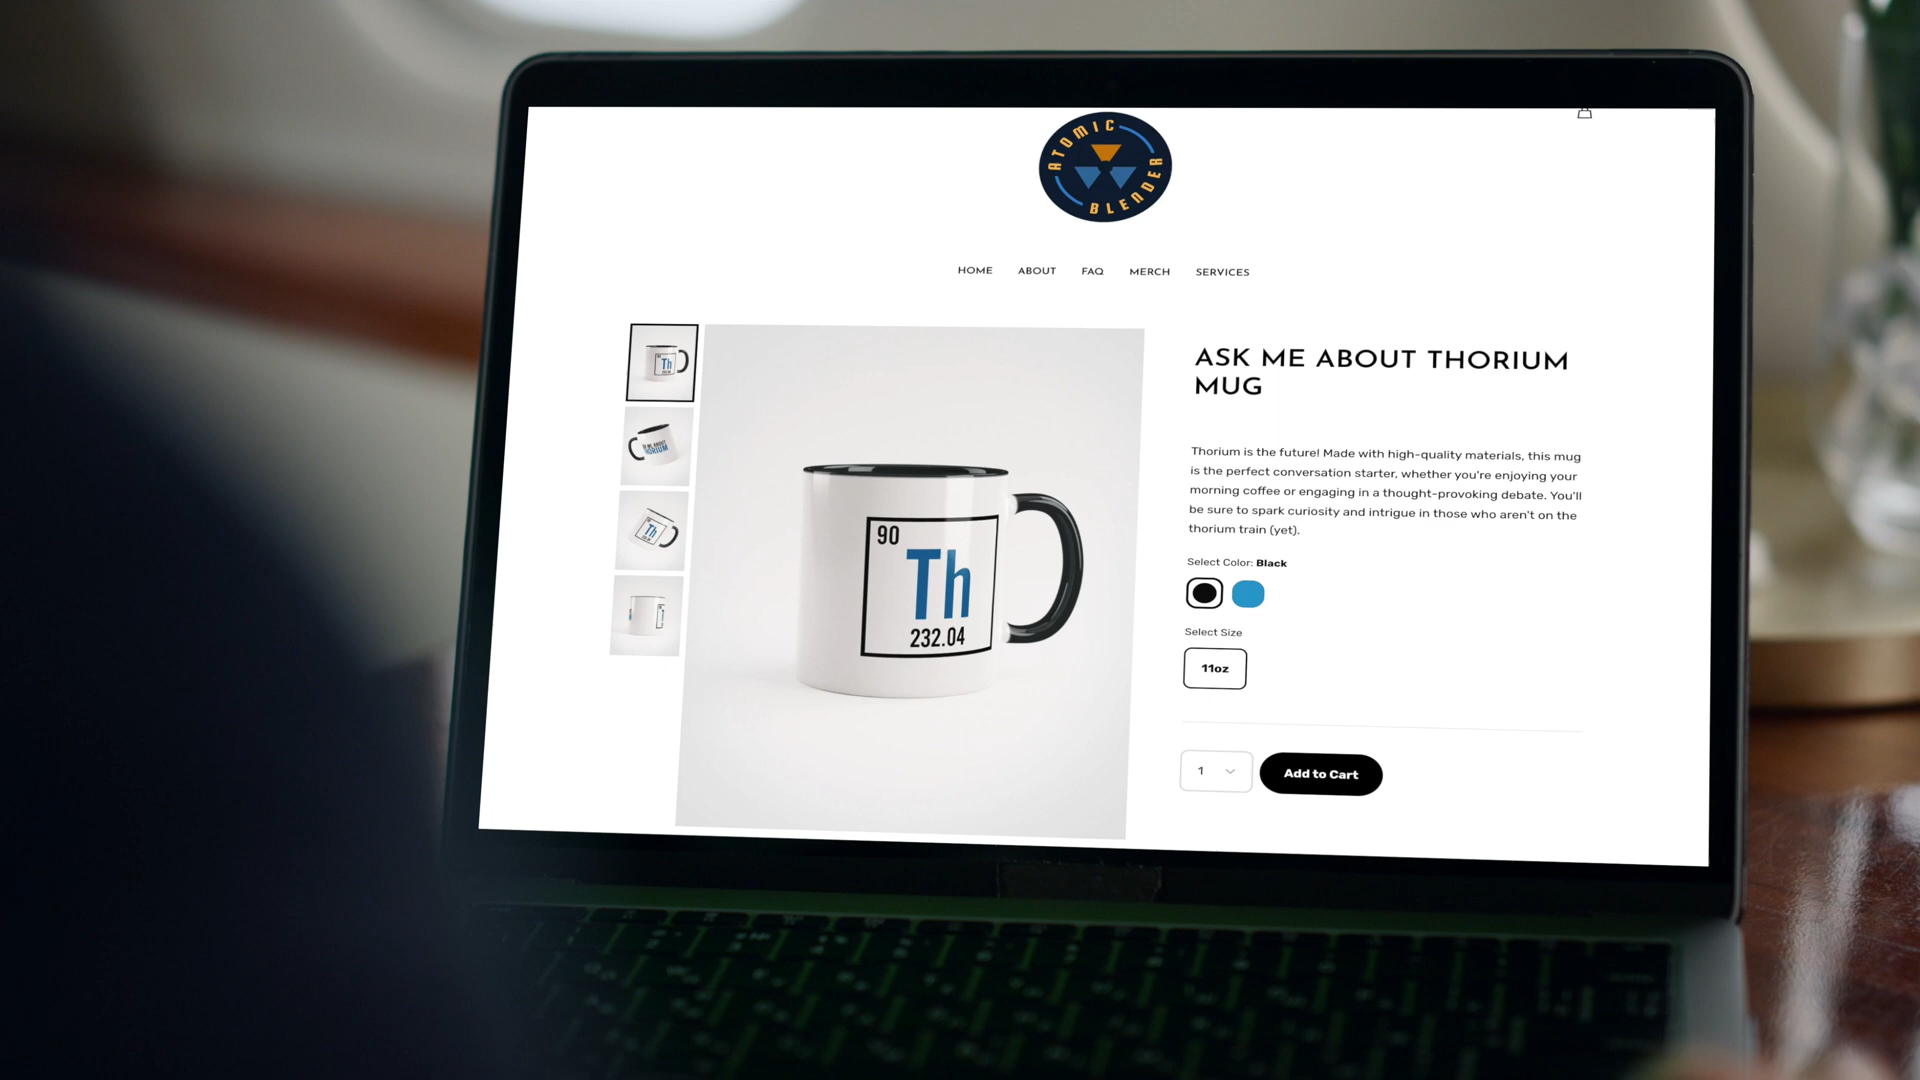 ATOMIC
BLENDER
HOME ABOUT FAQ MERCH SERVICES
ASK ME ABOUT THORIUM
MUG
Thorium is the future! Made with high-quality materials, this mug
is the perfect conversation starter, whether you're enjoying your
morning coffee or engaging in a thought-provoking debate. You'll
be sure to spark curiosity and intrigue in those who aren't on the
thorium train (yet).
Select Color: Black
Select Size
11oz
1
Add to Cart
90
Th
232.04
Th
THORIUM
Th